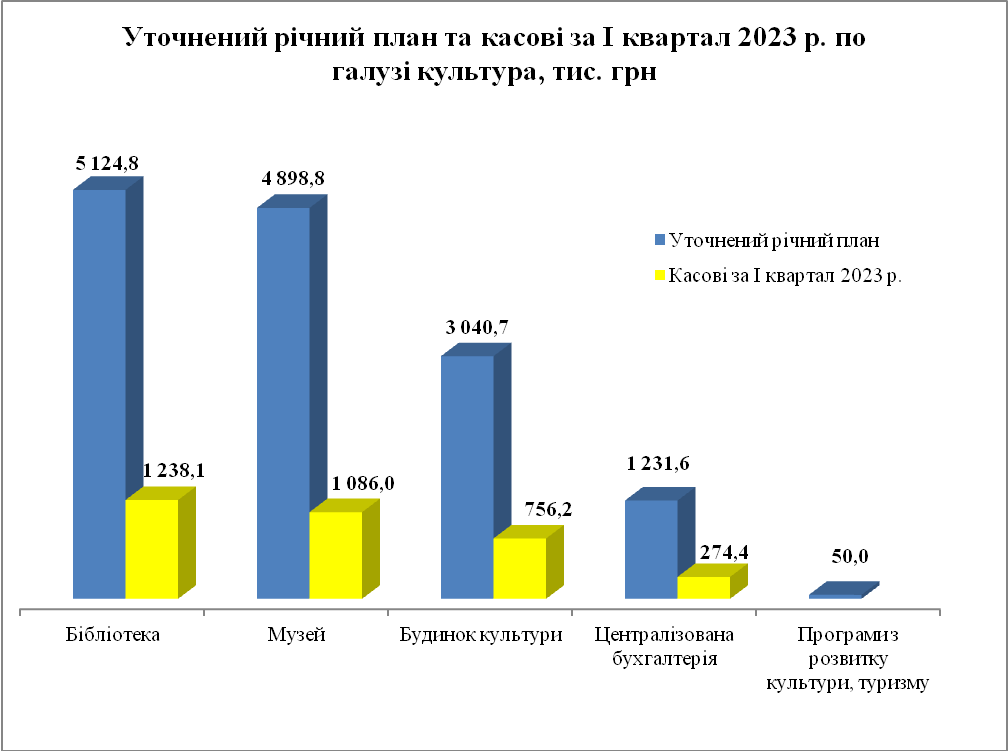 Уточнений річний план та касові за І квартал 2023 р. по
галузі культура, тис. грн
5 124,8
4 898,8
Уточнений річний план
Касові за І квартал 2023 р.
3 040,7
1 238,1
1 086,0
756,2
1 231,6
274,4
50,0
Бібліотека
Музей
Будинок культури
Централізована
бухгалтерія
Програми з
розвитку
культури, туризму